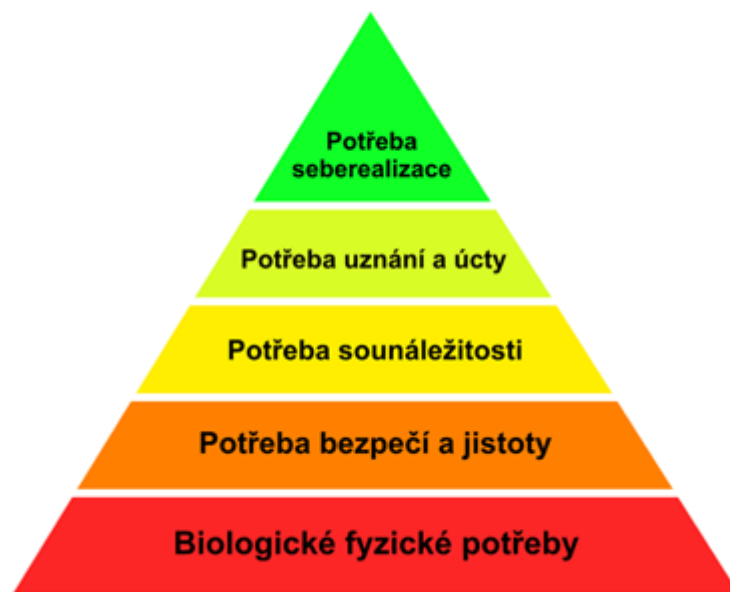 Potřeba
seberealizace
Potřeba uznání a úcty
Potřeba sounáležitosti
Potřeba bezpečí a jistoty
Biologické fyzické potřeby